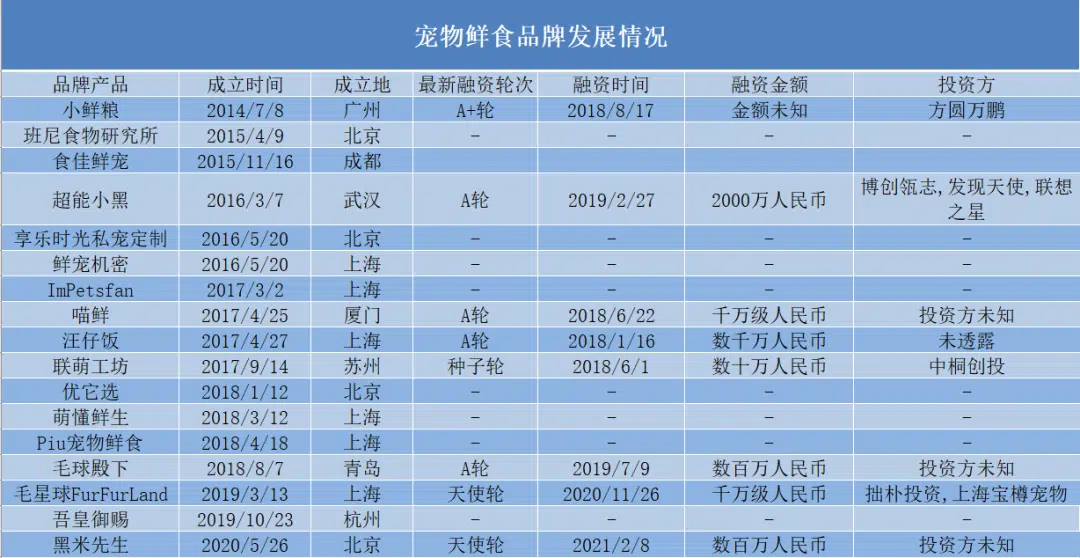 宠物鲜食品牌发展情况
品牌产品 成立时间 成立地 最新融资轮次 融资时间 融资金额 投资方
小鲜粮 2014/7/8 广州 A+轮 2018/8/17 金额未知 方圆万鹏
班尼食物研究所 2015/4/9 北京 - - - -
食佳鲜宠 2015/11/16 成都
超能小黑 2016/3/7 武汉 A轮 2019/2/27 2000万人民币 博创瓴志,发现天使,联想
之星
享乐时光私宠定制 2016/5/20 北京 - - - -
鲜宠机密 2016/5/20 上海 - - - -
ImPetsfan 2017/3/2 上海 - - - -
喵鲜 2017/4/25 厦门 A轮 2018/6/22 千万级人民币 投资方未知
汪仔饭 2017/4/27 上海 A轮 2018/1/16 数千万人民币 未透露
联萌工坊 2017/9/14 苏州 种子轮 2018/6/1 数十万人民币 中桐创投
优它选 2018/1/12 北京 - - - -
萌懂鲜生 2018/3/12 上海 - - - -
Piu宠物鲜食 2018/4/18 上海 - - - -
毛球殿下 2018/8/7 青岛 A轮 2019/7/9 数百万人民币 投资方未知
毛星球FurFurLand 2019/3/13 上海 天使轮 2020/11/26 千万级人民币 拙朴投资,上海宝樽宠物
吾皇御赐 2019/10/23 杭州 - - - -
黑米先生 2020/5/26 北京 天使轮 2021/2/8 数百万人民币 投资方未知